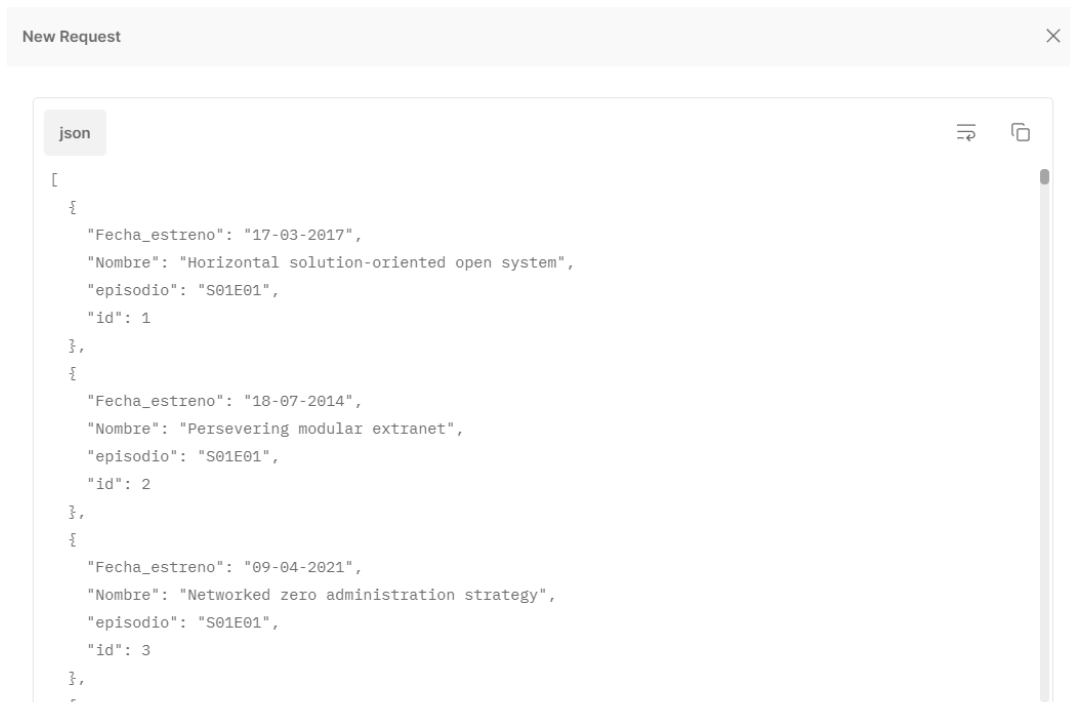 New Request
json
[
{
"Fecha_estreno": "17-03-2017",
"Nombre": "Horizontal solution-oriented open system",
"episodio": "S01E01",
"id": 1
},
{
"Fecha_estreno": "18-07-2014",
"Nombre": "Persevering modular extranet",
"episodio": "S01E01",
"id": 2
},
{
"Fecha_estreno": "09-04-2021",
"Nombre": "Networked zero administration strategy",
"episodio": "S01E01",
"id": 3
},